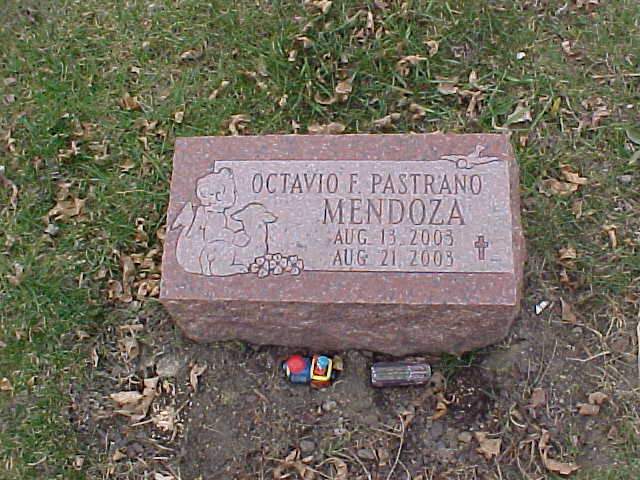 OCTAVIO F. PASTRANO
MENDOZA
AUG 13, 2003
AUG 21, 2003